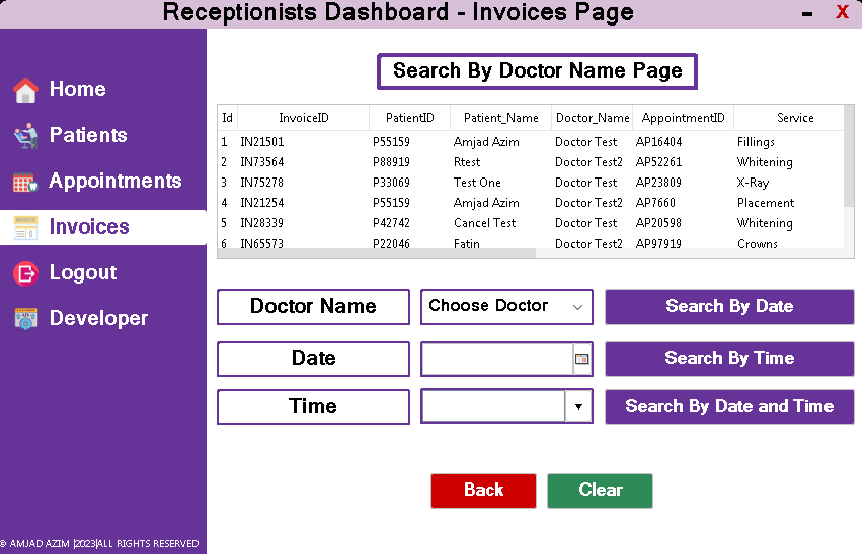 Receptionists Dashboard - Invoices Page
- X
Home
Patients
Appointments
Invoices
Logout
Developer
© AMJAD AZIM |2023|ALL RIGHTS RESERVED
Search By Doctor Name Page
Id InvoiceID PatientID Patient_Name Doctor_Name AppointmentID Service
1 IN21501 P55159 Amjad Azim Doctor Test AP16404 Fillings
2 IN73564 P88919 Rtest Doctor Test2 AP52261 Whitening
3 IN75278 P33069 Test One Doctor Test AP23809 X-Ray
4 IN21254 P55159 Amjad Azim Doctor Test2 AP7660 Placement
5 IN28339 P42742 Cancel Test Doctor Test AP20598 Whitening
6 IN65573 P22046 Fatin Doctor Test2 AP97919 Crowns
Doctor Name Choose Doctor Search By Date
Date Search By Time
Time Search By Date and Time
Back Clear